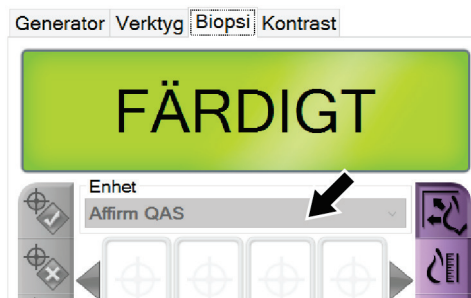 Generator Verktyg Biopsi Kontrast
FÄRDIGT
Enhet
Affirm QAS